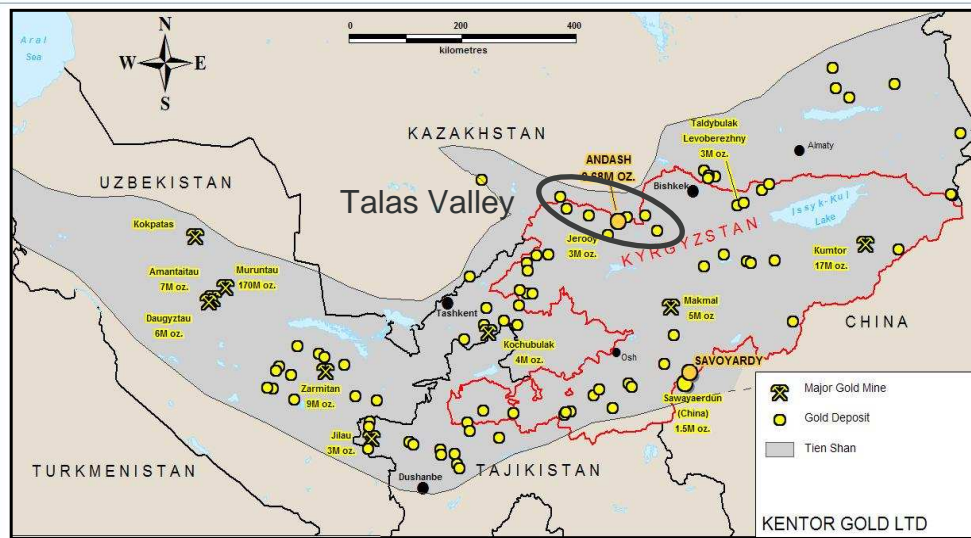 N
W E
S
0 200 400
kilometres
Aral
Sea
KAZAKHSTAN
UZBEKISTAN
Talas Valley
ANDASH
0.68M OZ.
Bishkek
Taldybulak
Levoberezhny
3M oz.
Almaty
Issyk-Kul
Lake
Kokpatas
Amantaitau
7M oz.
Muruntau
170M oz.
Daugyztau
6M oz.
Jerooy
3M oz.
KYRGYZSTAN
Kumtor
17M oz.
Tashkent
Makmal
5M oz
CHINA
Kochubulak
4M oz.
Osh
SAVOYARDY
Zarmitan
9M oz.
Sawayaerdun
(China)
1.5M oz.
Jilau
3M oz.
TURKMENISTAN
TAJIKISTAN
Dushanbe
Major Gold Mine
Gold Deposit
Tien Shan
KENTOR GOLD LTD